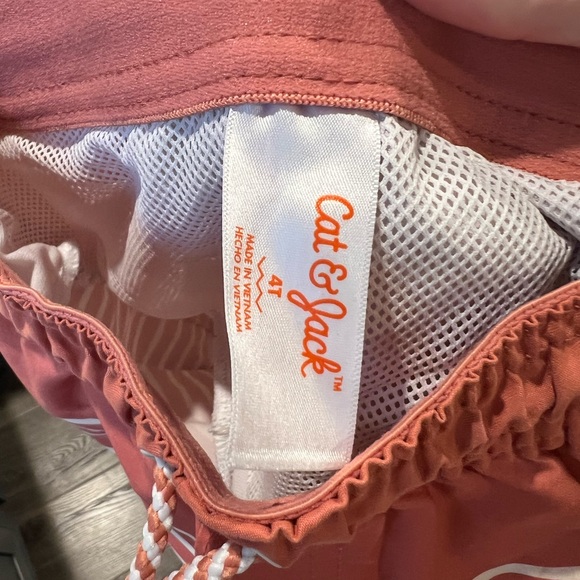 Cat & Jack™
4T
MADE IN VIETNAM
HECHO EN VIETNAM